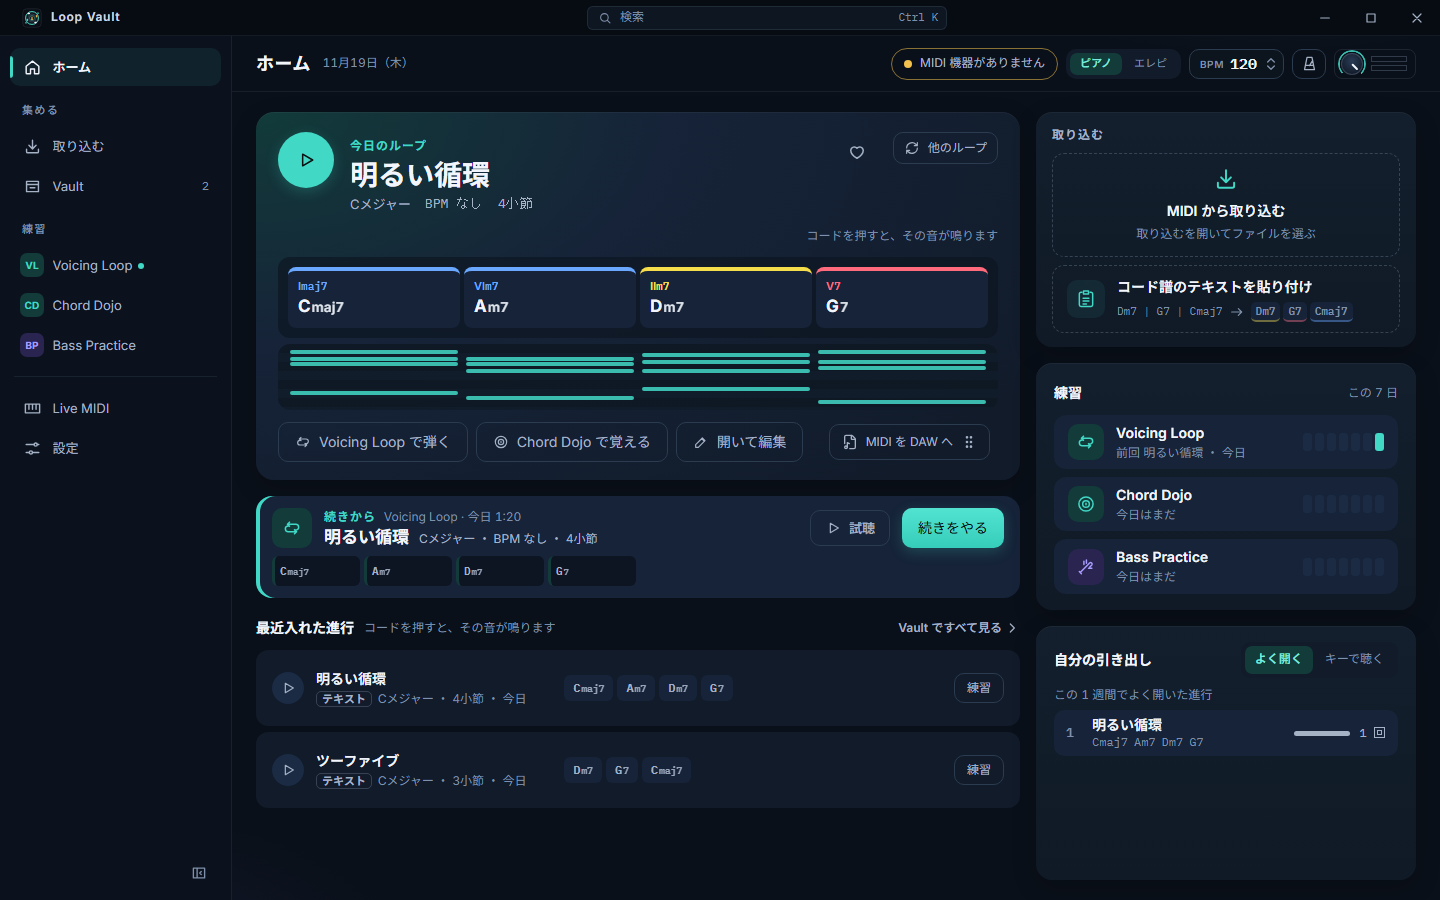 Loop Vault
検索
Ctrl K
ホーム
集める
取り込む
Vault
2
練習
VL Voicing Loop
CD Chord Dojo
BP Bass Practice
Live MIDI
設定
ホーム
11月19日（木）
MIDI 機器がありません
ピアノ
エレピ
BPM 120
今日のループ
明るい循環
Cメジャー BPM なし 4小節
他のループ
コードを押すと、その音が鳴ります
Imaj7
Cmaj7
VIm7
Am7
IIm7
Dm7
V7
G7
Voicing Loop で弾く
Chord Dojo で覚える
開いて編集
MIDI を DAW へ
続きから Voicing Loop · 今日 1:20
明るい循環 Cメジャー ・ BPM なし ・ 4小節
試聴
続きをやる
Cmaj7
Am7
Dm7
G7
最近入れた進行 コードを押すと、その音が鳴ります
Vault ですべて見る
明るい循環
テキスト Cメジャー ・ 4小節 ・ 今日
Cmaj7 Am7 Dm7 G7
練習
ツーファイブ
テキスト Cメジャー ・ 3小節 ・ 今日
Dm7 G7 Cmaj7
練習
取り込む
MIDI から取り込む
取り込むを開いてファイルを選ぶ
コード譜のテキストを貼り付け
Dm7 | G7 | Cmaj7 → Dm7 G7 Cmaj7
練習
この 7 日
Voicing Loop
前回 明るい循環 ・ 今日
Chord Dojo
今日はまだ
Bass Practice
今日はまだ
自分の引き出し
よく開く
キーで聴く
この 1 週間でよく開いた進行
1
明るい循環
Cmaj7 Am7 Dm7 G7
1